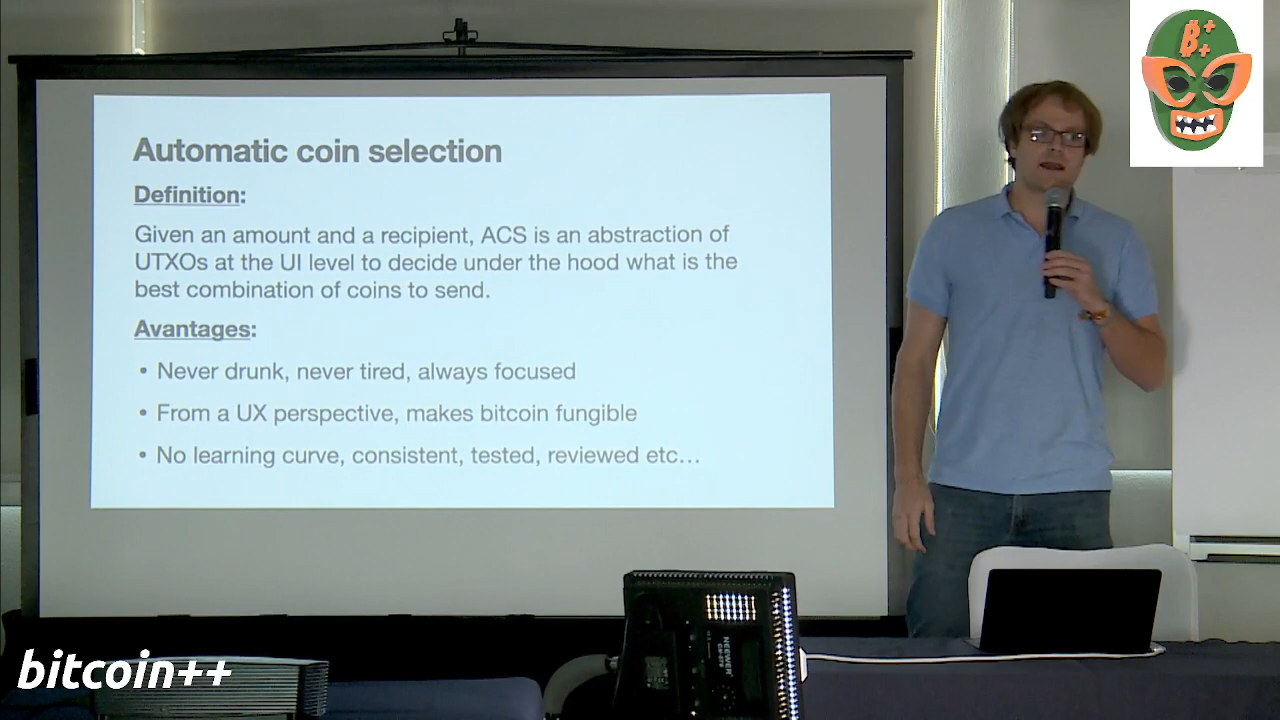 Automatic coin selection
Definition:
Given an amount and a recipient, ACS is an abstraction of
UTXOs at the UI level to decide under the hood what is the
best combination of coins to send.
Avantages:
• Never drunk, never tired, always focused
• From a UX perspective, makes bitcoin fungible
• No learning curve, consistent, tested, reviewed etc…
NEEWER
bitcoin++